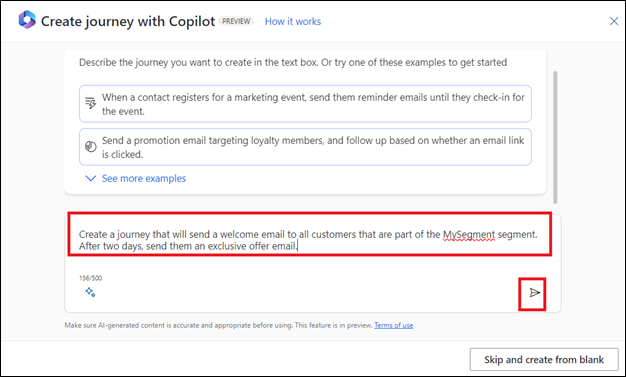 Create journey with Copilot PREVIEW How it works
Describe the journey you want to create in the text box. Or try one of these examples to get started
When a contact registers for a marketing event, send them reminder emails until they check-in for
the event.
Send a promotion email targeting loyalty members, and follow up based on whether an email link
is clicked.
See more examples
Create a journey that will send a welcome email to all customers that are part of the MySegment segment.
After two days, send them an exclusive offer email.
156/500
Make sure AI-generated content is accurate and appropriate before using. This feature is in preview. Terms of use
Skip and create from blank